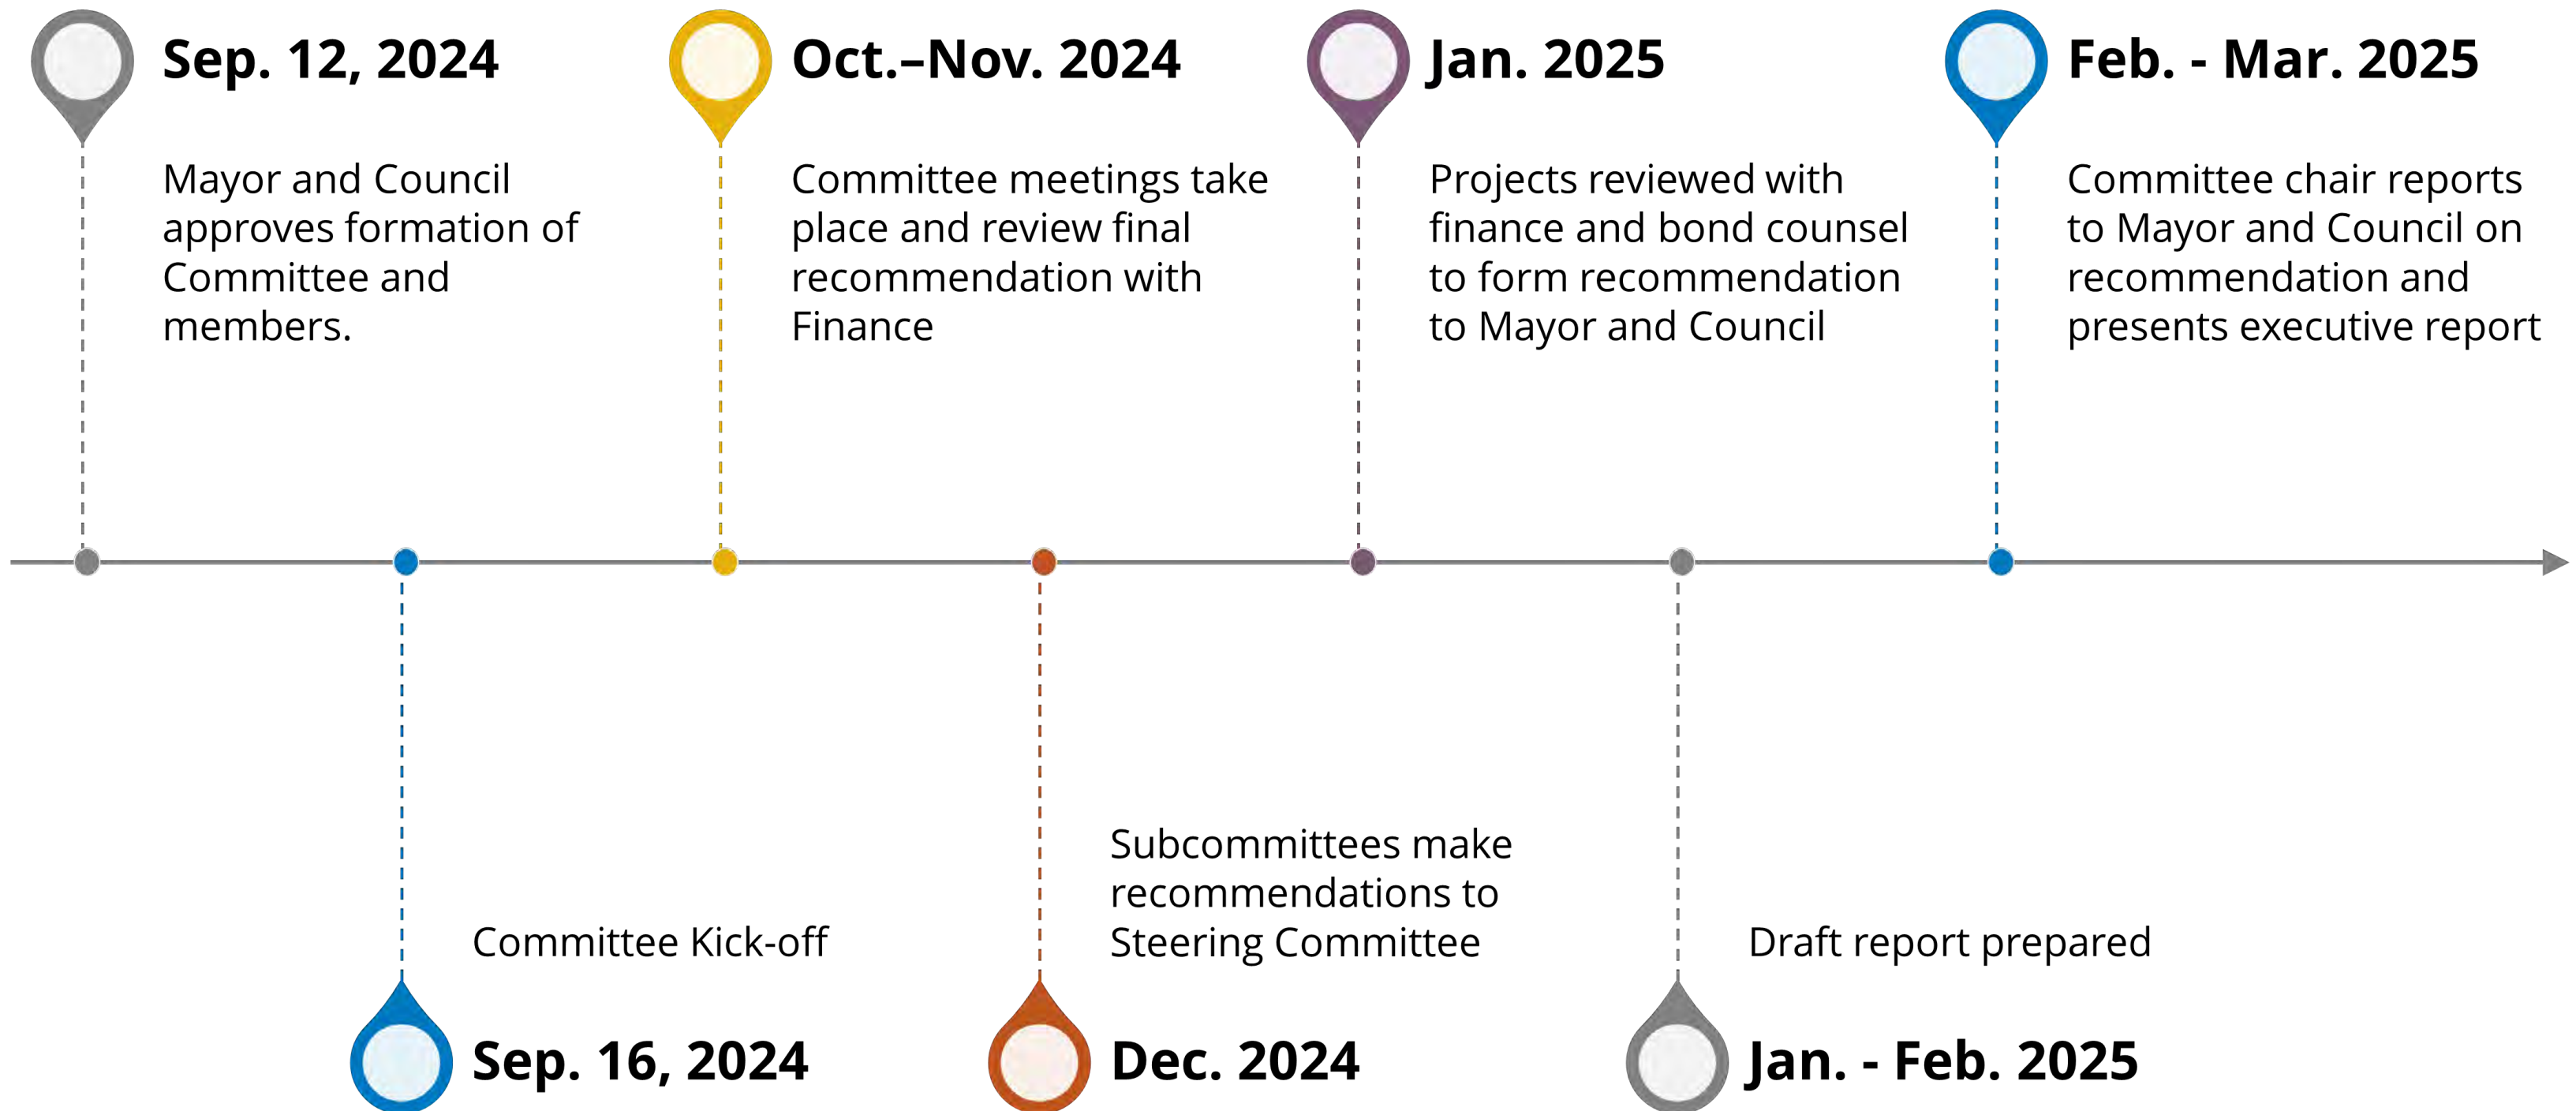 Sep. 12, 2024
Mayor and Council
approves formation of
Committee and
members.
Committee Kick-off
Sep. 16, 2024
Oct.–Nov. 2024
Committee meetings take
place and review final
recommendation with
Finance
Subcommittees make
recommendations to
Steering Committee
Dec. 2024
Jan. 2025
Projects reviewed with
finance and bond counsel
to form recommendation
to Mayor and Council
Draft report prepared
Jan. - Feb. 2025
Feb. - Mar. 2025
Committee chair reports
to Mayor and Council on
recommendation and
presents executive report